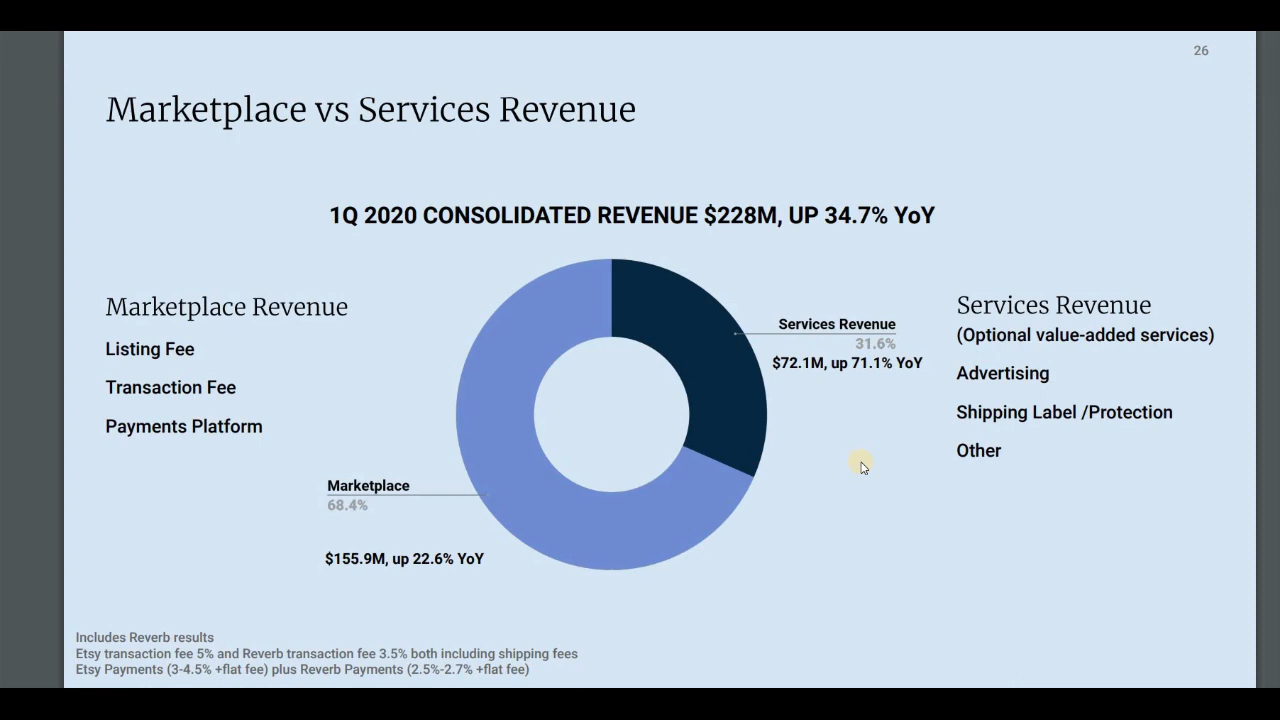 26
Marketplace vs Services Revenue
1Q 2020 CONSOLIDATED REVENUE $228M, UP 34.7% YoY
Marketplace Revenue
Listing Fee
Transaction Fee
Payments Platform
Services Revenue
31.6%
$72.1M, up 71.1% YoY
Marketplace
68.4%
$155.9M, up 22.6% YoY
Services Revenue
(Optional value-added services)
Advertising
Shipping Label /Protection
Other
Includes Reverb results
Etsy transaction fee 5% and Reverb transaction fee 3.5% both including shipping fees
Etsy Payments (3-4.5% +flat fee) plus Reverb Payments (2.5%-2.7% +flat fee)